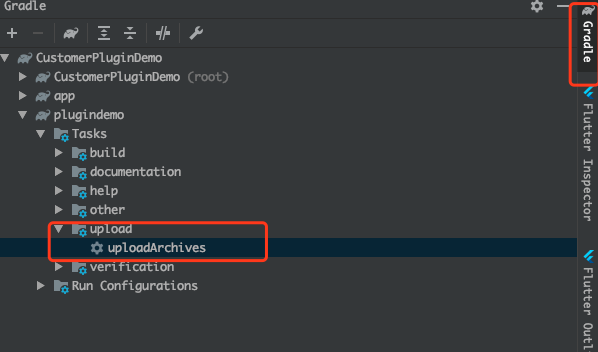 Gradle
CustomerPluginDemo
CustomerPluginDemo (root)
app
plugindemo
Tasks
build
documentation
help
other
upload
uploadArchives
verification
Run Configurations
Gradle
Flutter Inspector
Flutter Outl